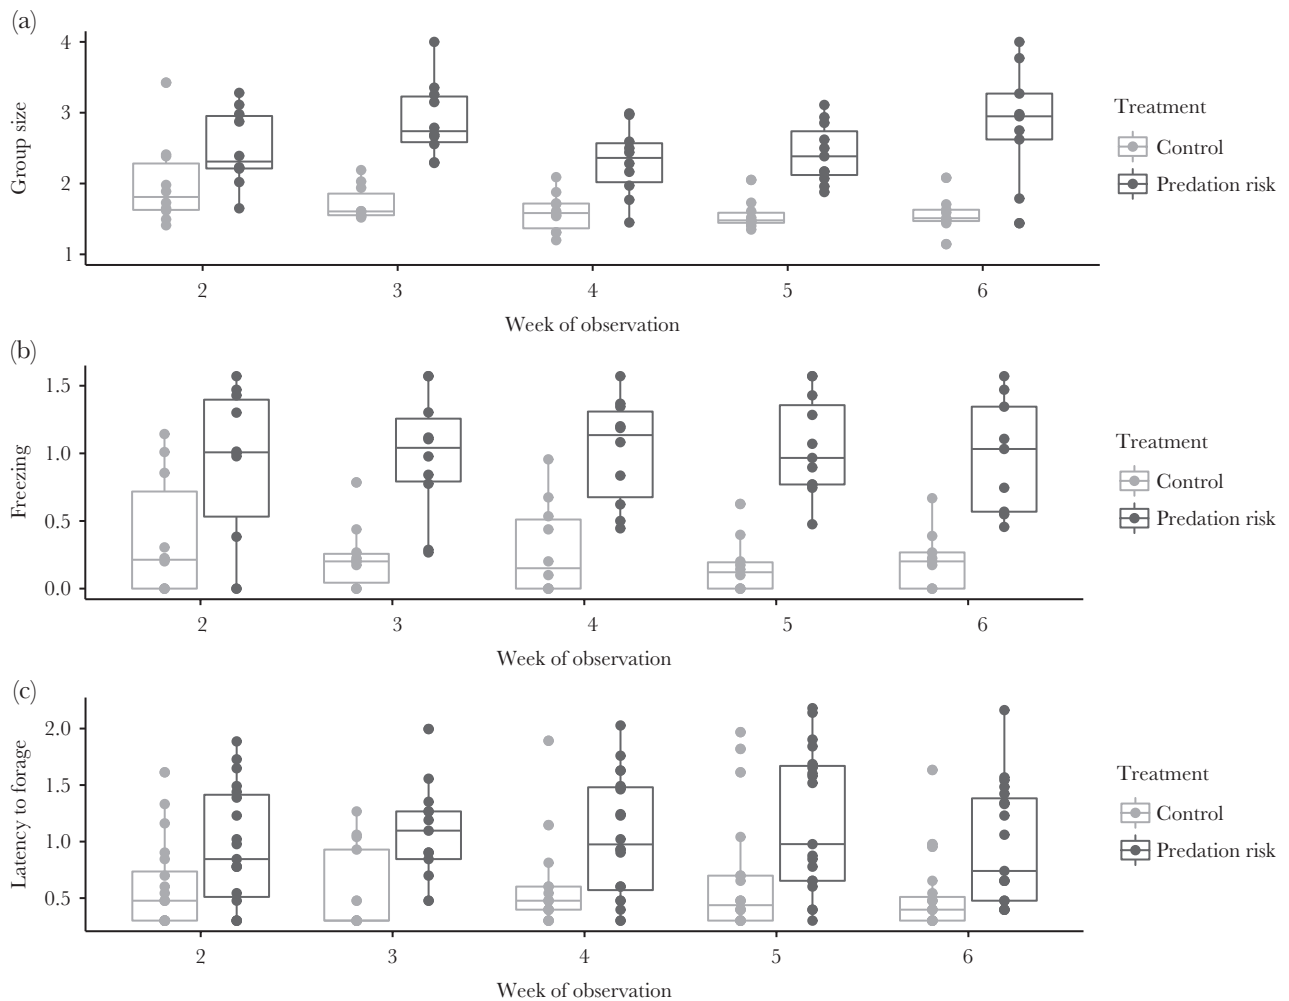 (a)
4
3
2
1
Group size
2 3 4 5 6
Week of observation
Treatment
Control
Predation risk
(b)
1.5
1.0
0.5
0.0
Freezing
2 3 4 5 6
Week of observation
Treatment
Control
Predation risk
(c)
2.0
1.5
1.0
0.5
Latency to forage
2 3 4 5 6
Week of observation
Treatment
Control
Predation risk